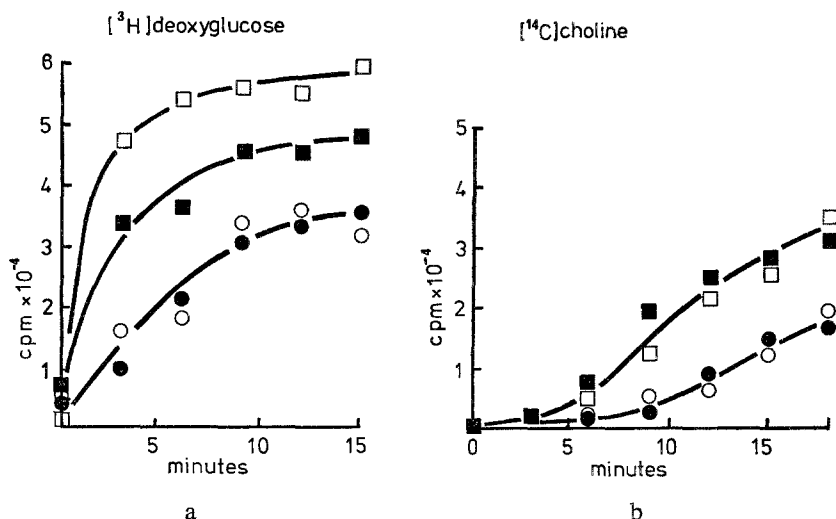 [³H]deoxyglucose
6
5
4
3
2
1
cpm × 10⁻⁴
5 10 15
minutes
a
[¹⁴C]choline
5
4
3
2
1
cpm × 10⁻⁴
0 5 10 15
minutes
b